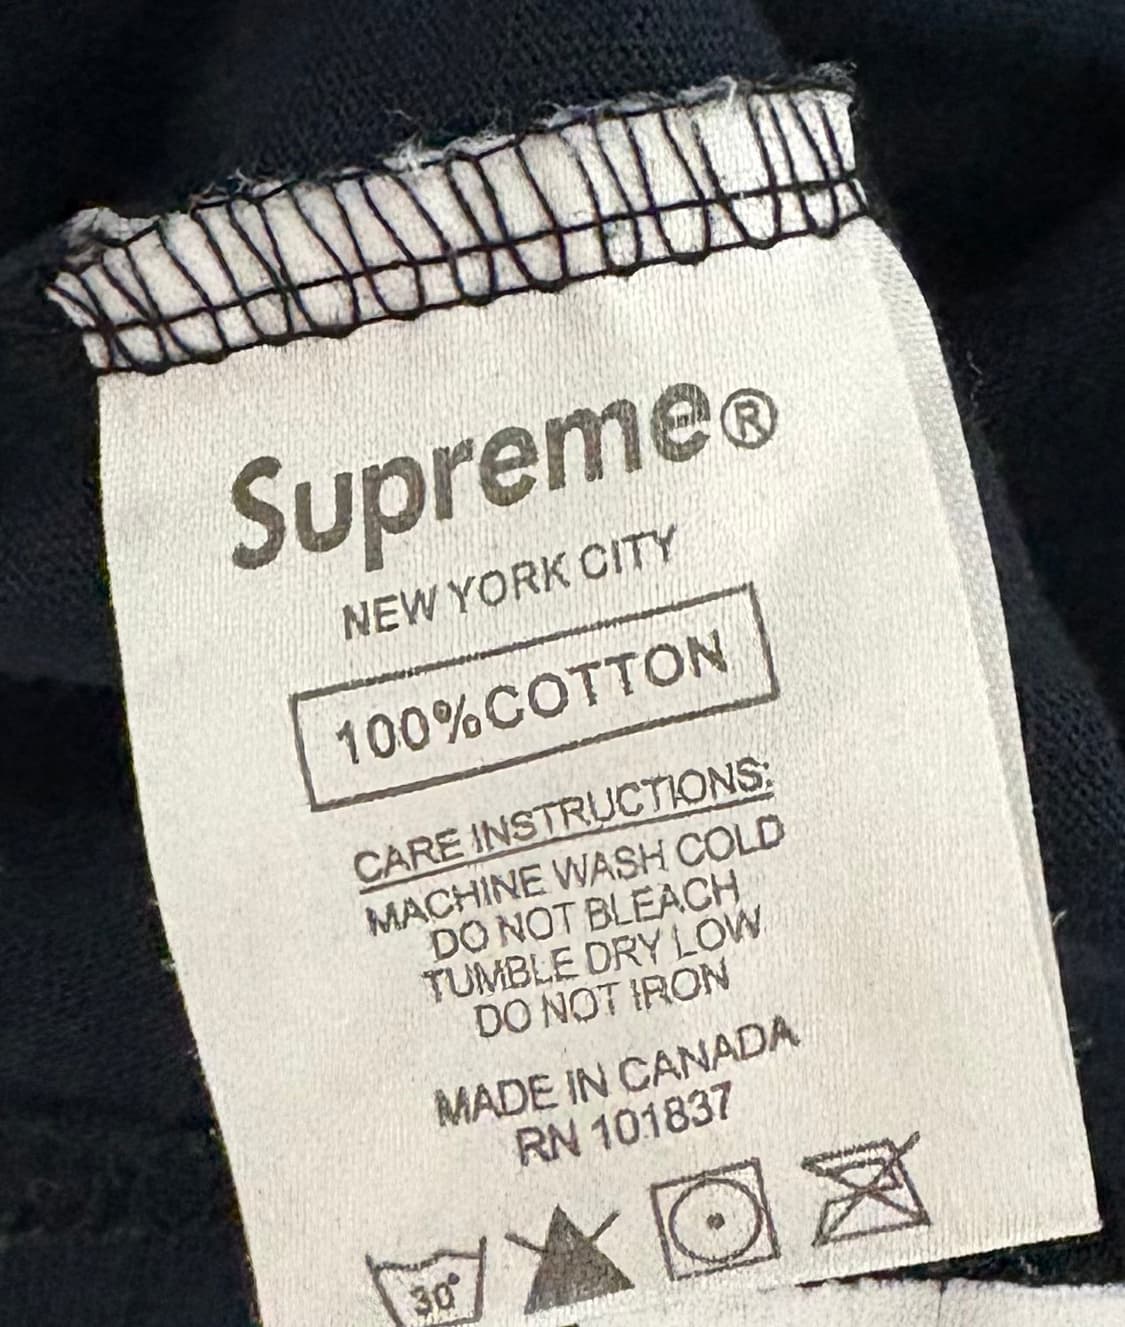 Supreme®
NEW YORK CITY
100%COTTON
CARE INSTRUCTIONS:
MACHINE WASH COLD
DO NOT BLEACH
TUMBLE DRY LOW
DO NOT IRON
MADE IN CANADA
RN 101837
30°